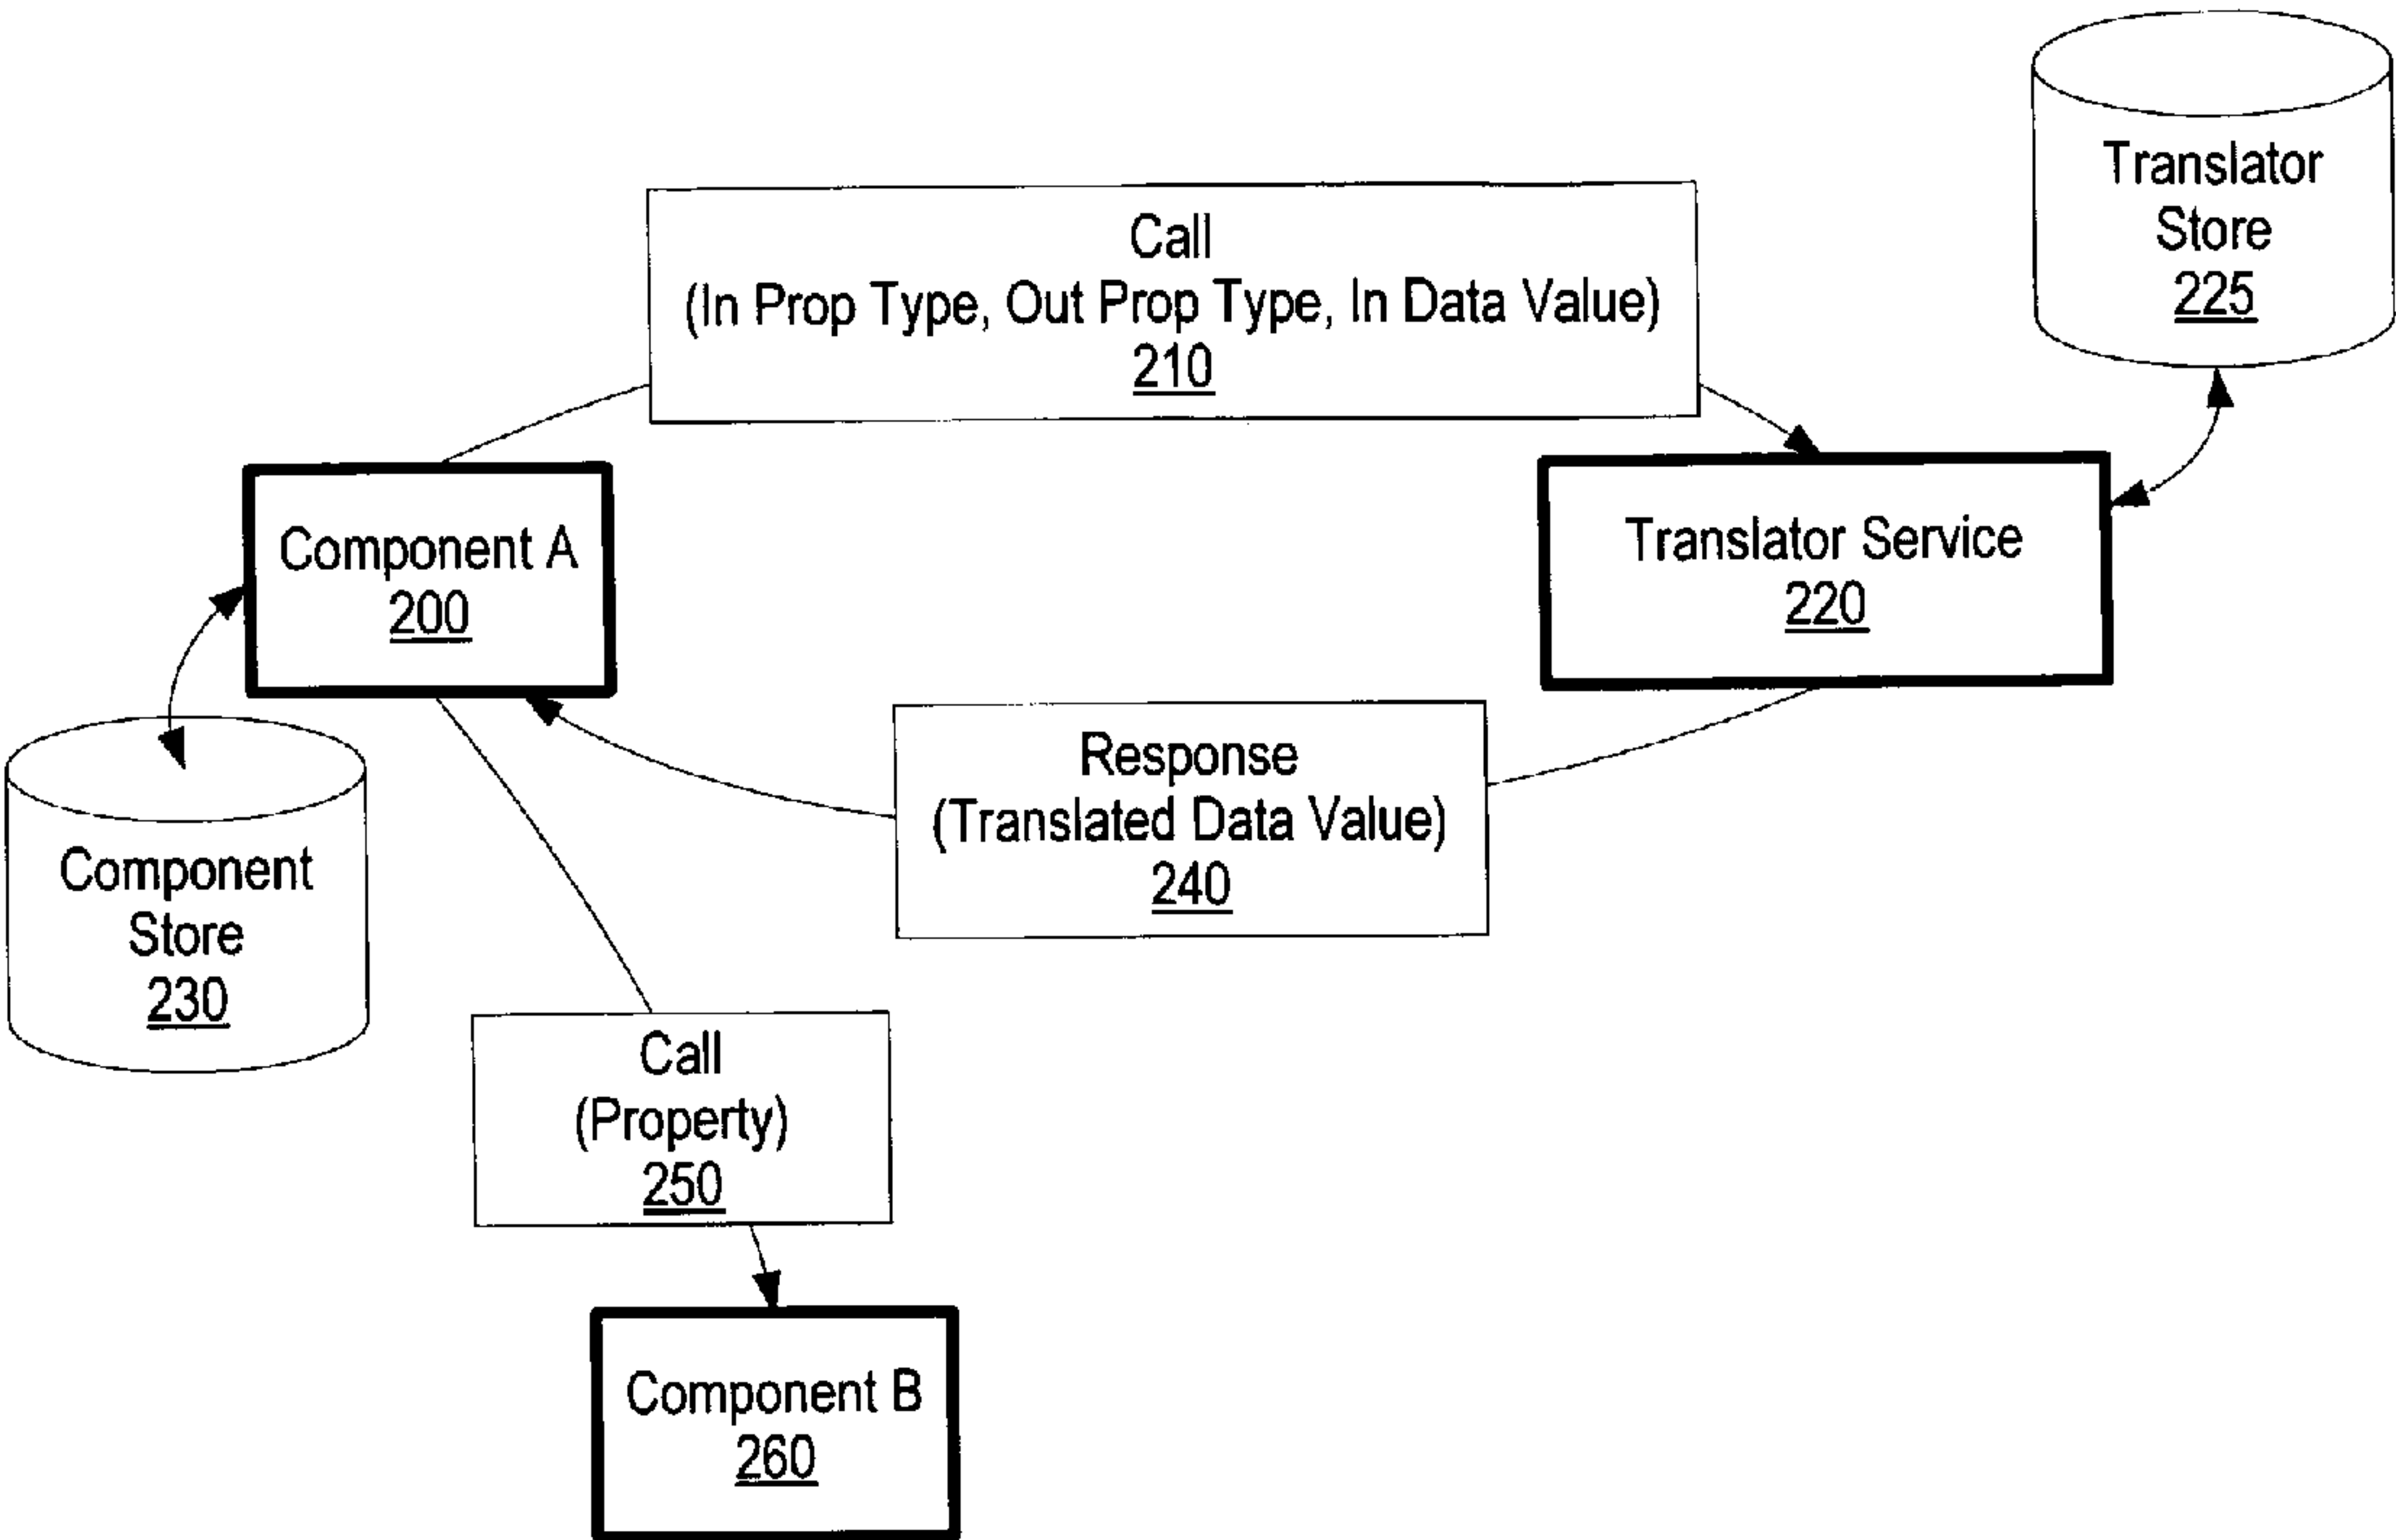 Translator
Store
225
Call
(In Prop Type, Out Prop Type, In Data Value)
210
Component A
200
Translator Service
220
Response
(Translated Data Value)
240
Component
Store
230
Call
(Property)
250
Component B
260